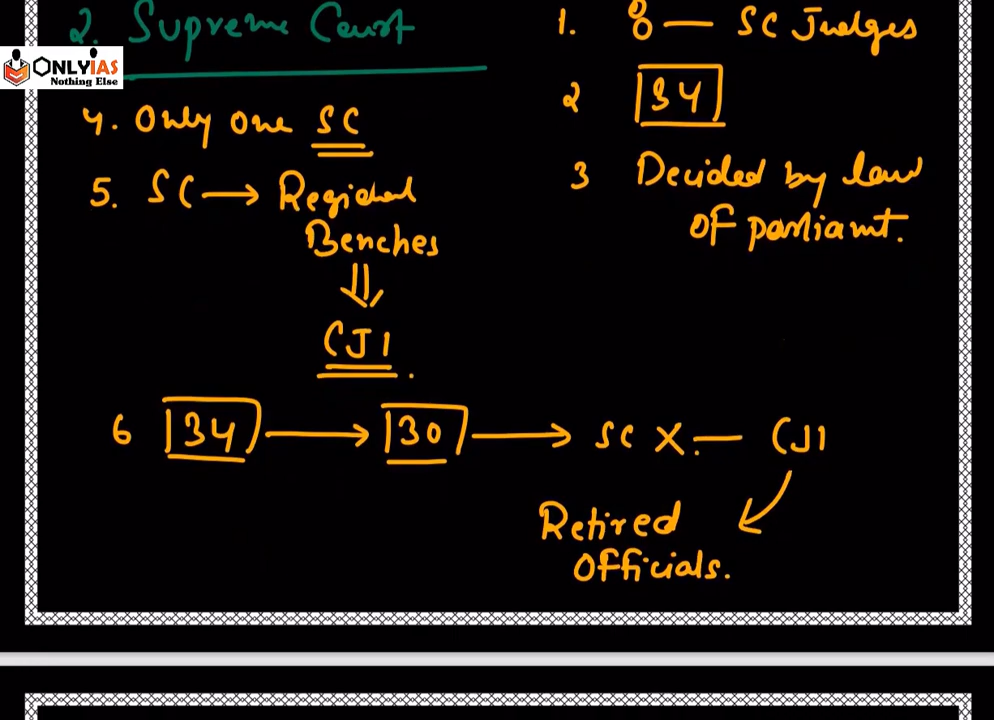 2. Supreme Court
ONLYIAS
Nothing Else
1. 8 — SC Judges
2 34
3 Decided by law
of parliamt.
4. Only one SC
5. SC → Regional
Benches
⇓
CJI.
6 34 → 30 → SC X. — CJI
Retired
Officials.